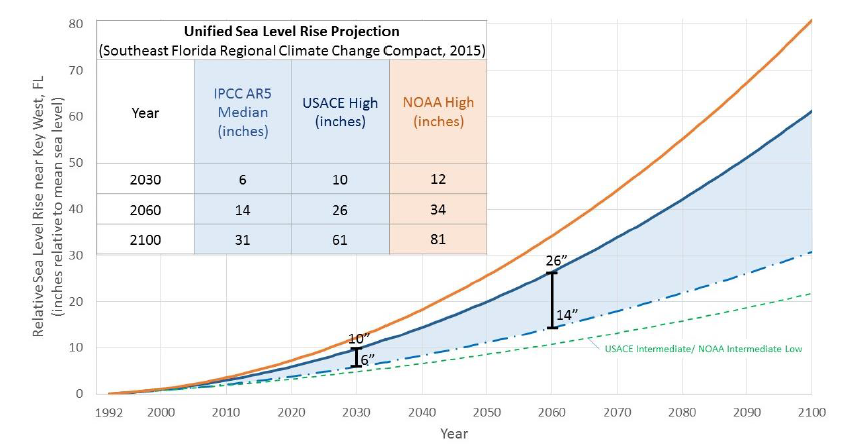 Unified Sea Level Rise Projection
(Southeast Florida Regional Climate Change Compact, 2015)
Year
IPCC AR5
Median
(inches)
USACE High
(inches)
NOAA High
(inches)
2030 6 10 12
2060 14 26 34
2100 31 61 81
Relative Sea Level Rise near Key West, FL
(inches relative to mean sea level)
80
70
60
50
40
30
20
10
0
26”
14”
10”
6”
USACE Intermediate/ NOAA Intermediate Low
1992 2000 2010 2020 2030 2040 2050 2060 2070 2080 2090 2100
Year